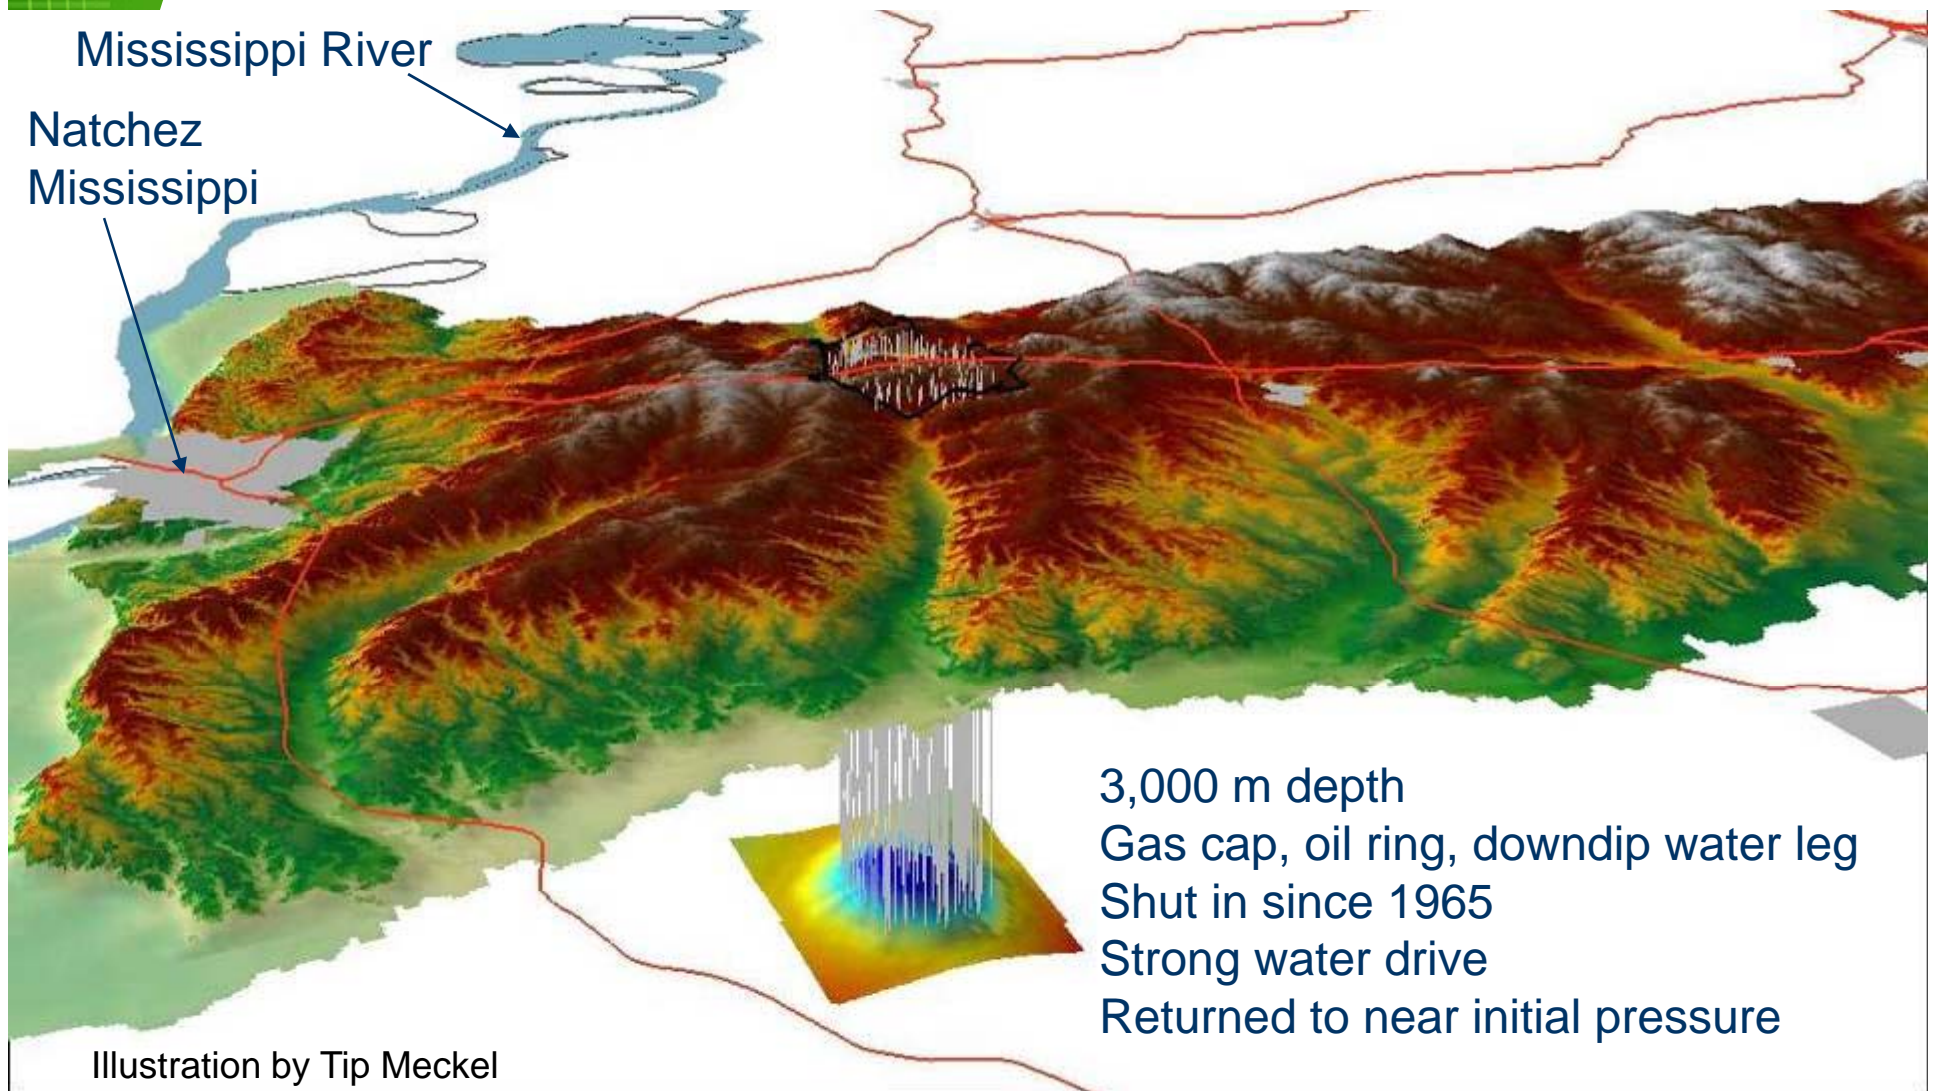 Mississippi River
Natchez
Mississippi
3,000 m depth
Gas cap, oil ring, downdip water leg
Shut in since 1965
Strong water drive
Returned to near initial pressure
Illustration by Tip Meckel